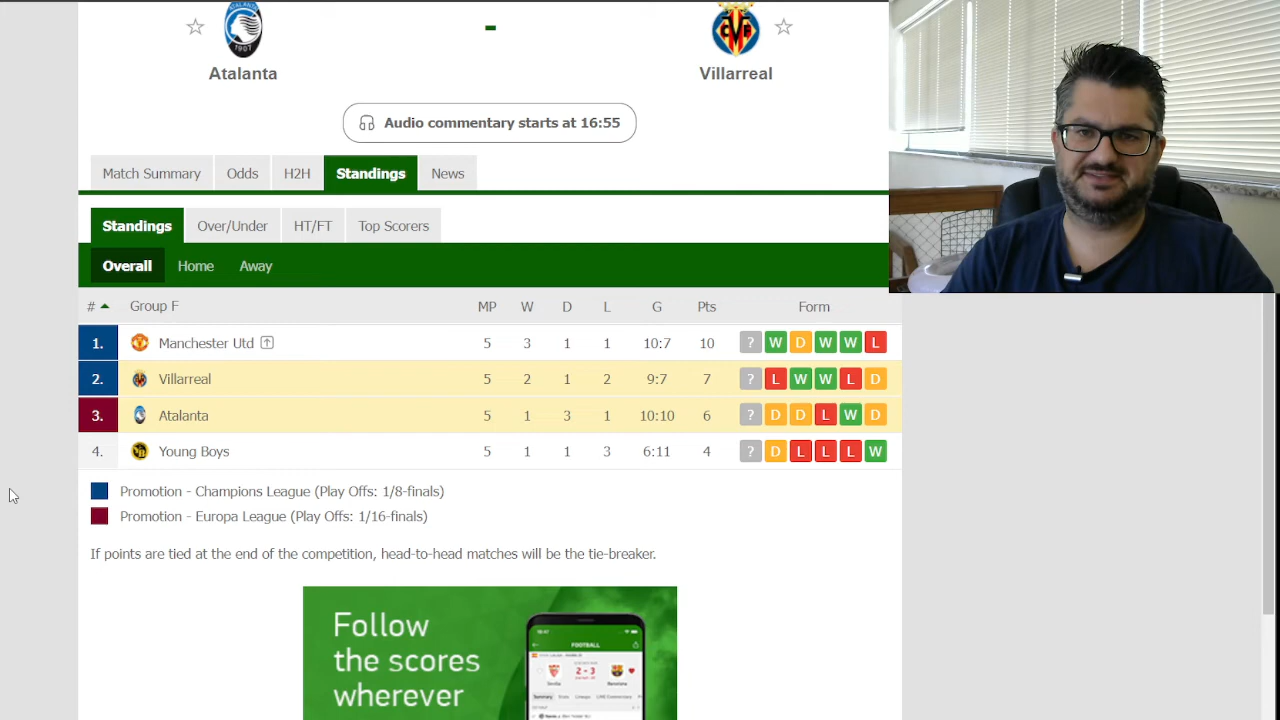 Atalanta - Villarreal
Audio commentary starts at 16:55
Match Summary Odds H2H Standings News
Standings Over/Under HT/FT Top Scorers
Overall Home Away
# Group F MP W D L G Pts Form
1. Manchester Utd 5 3 1 1 10:7 10 ? W D W W L
2. Villarreal 5 2 1 2 9:7 7 ? L W W L D
3. Atalanta 5 1 3 1 10:10 6 ? D D L W D
4. Young Boys 5 1 1 3 6:11 4 ? D L L L W
Promotion - Champions League (Play Offs: 1/8-finals)
Promotion - Europa League (Play Offs: 1/16-finals)
If points are tied at the end of the competition, head-to-head matches will be the tie-breaker.
Follow
the scores
wherever
FOOTBALL
2 - 3